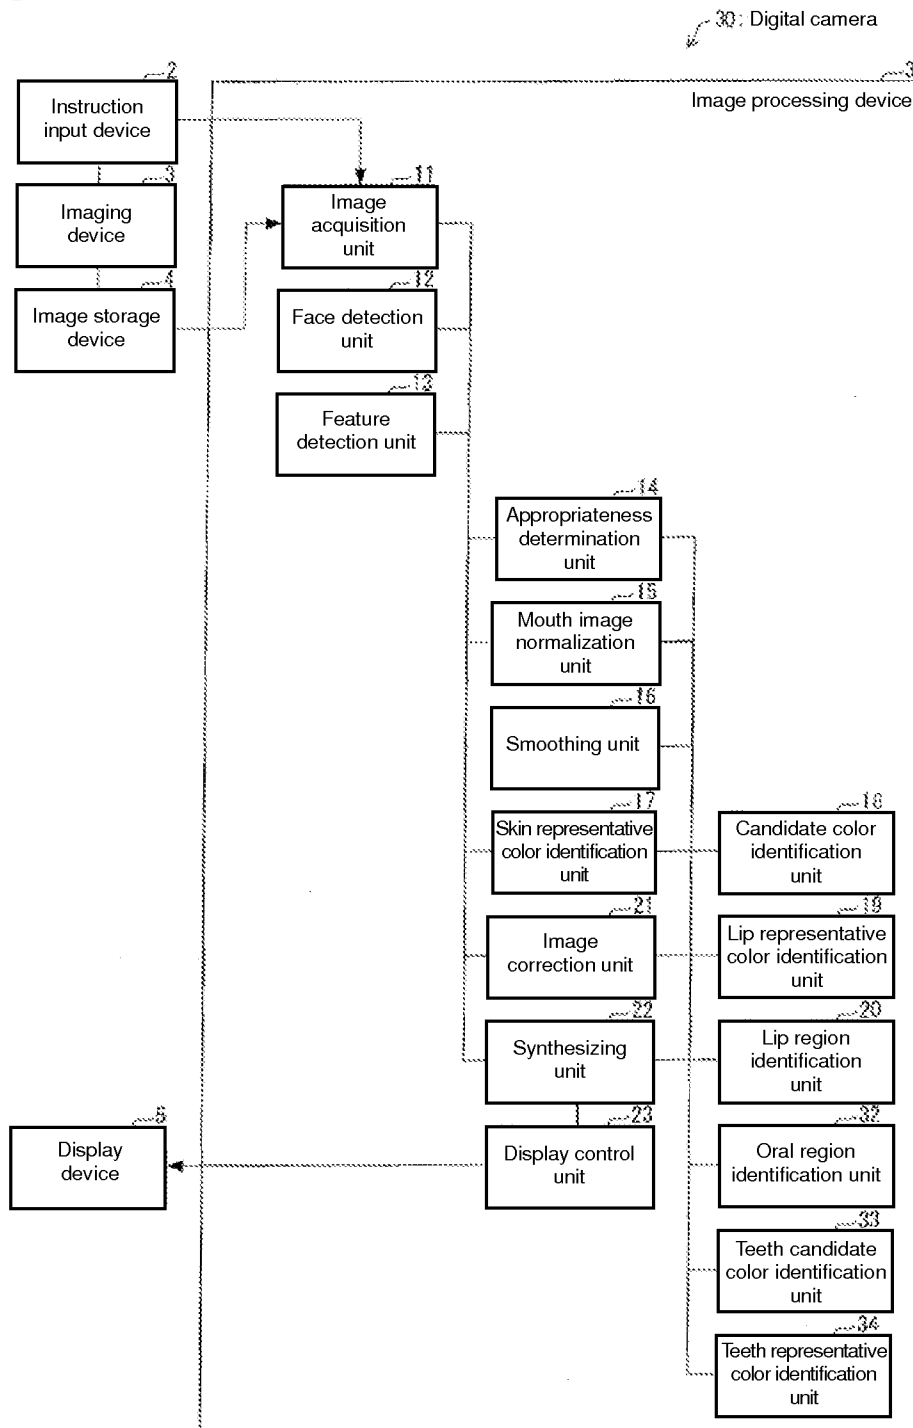 30: Digital camera
2
3
Instruction
input device
Image processing device
3
11
Imaging
device
Image
acquisition
unit
4
12
Image storage
device
Face detection
unit
13
Feature
detection unit
14
Appropriateness
determination
unit
15
Mouth image
normalization
unit
16
Smoothing unit
17
18
Skin representative
color identification
unit
Candidate color
identification
unit
21
19
Image
correction unit
Lip representative
color identification
unit
22
20
Synthesizing
unit
Lip region
identification
unit
5
23
32
Display
device
Display control
unit
Oral region
identification unit
33
Teeth candidate
color identification
unit
34
Teeth representative
color identification
unit